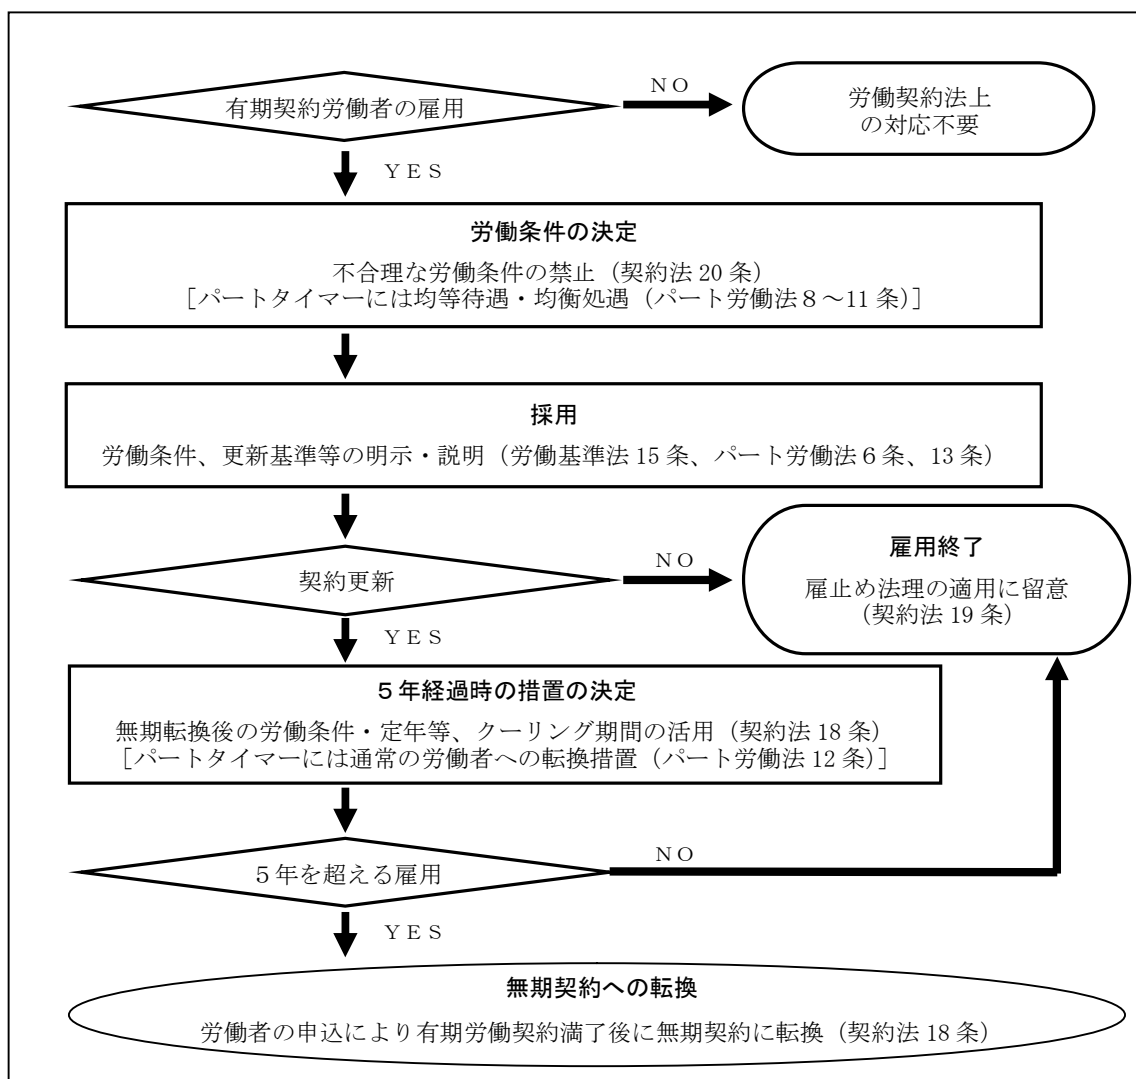 有期契約労働者の雇用
ＮＯ
労働契約法上
の対応不要
ＹＥＳ
労働条件の決定
不合理な労働条件の禁止（契約法 20 条）
［パートタイマーには均等待遇・均衡処遇（パート労働法８～11 条）］
採用
労働条件、更新基準等の明示・説明（労働基準法 15 条、パート労働法６条、13 条）
契約更新
ＮＯ
雇用終了
雇止め法理の適用に留意
（契約法 19 条）
ＹＥＳ
５年経過時の措置の決定
無期転換後の労働条件・定年等、クーリング期間の活用（契約法 18 条）
［パートタイマーには通常の労働者への転換措置（パート労働法 12 条）］
５年を超える雇用
ＮＯ
ＹＥＳ
無期契約への転換
労働者の申込により有期労働契約満了後に無期契約に転換（契約法 18 条）